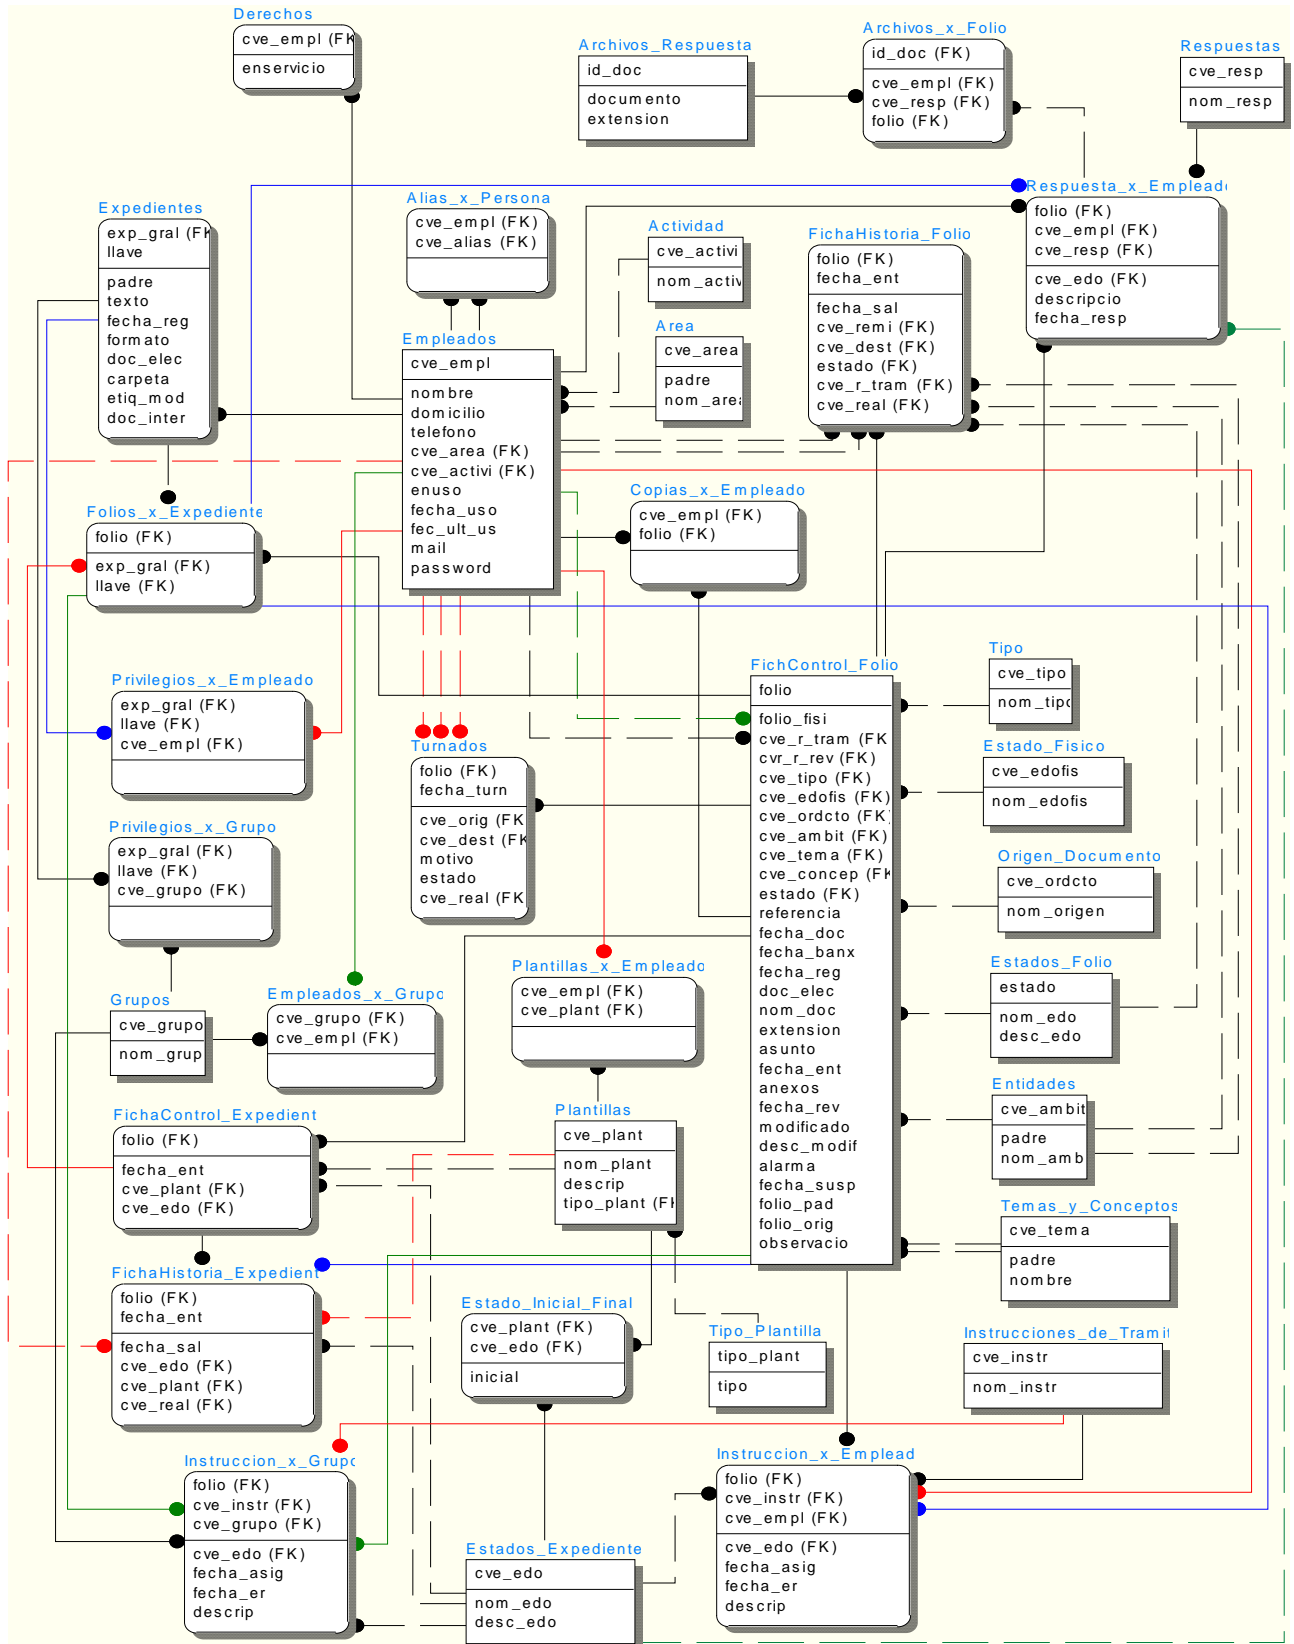 Derechos
cve_empl (FK
enservicio
Archivos_Respuesta
id_doc
documento
extension
Archivos_x_Folio
id_doc (FK)
cve_empl (FK)
cve_resp (FK)
folio (FK)
Respuestas
cve_resp
nom_resp
Expedientes
exp_gral (FK
llave
padre
texto
fecha_reg
formato
doc_elec
carpeta
etiq_mod
doc_inter
Alias_x_Persona
cve_empl (FK)
cve_alias (FK)
Actividad
cve_activi
nom_activ
Area
cve_area
padre
nom_area
FichaHistoria_Folio
folio (FK)
fecha_ent
fecha_sal
cve_remi (FK)
cve_dest (FK)
estado (FK)
cve_r_tram (FK)
cve_real (FK)
Respuesta_x_Empleado
folio (FK)
cve_empl (FK)
cve_resp (FK)
cve_edo (FK)
descripcio
fecha_resp
Empleados
cve_empl
nombre
domicilio
telefono
cve_area (FK)
cve_activi (FK)
enuso
fecha_uso
fec_ult_us
mail
password
Folios_x_Expediente
folio (FK)
exp_gral (FK)
llave (FK)
Copias_x_Empleado
cve_empl (FK)
folio (FK)
Privilegios_x_Empleado
exp_gral (FK)
llave (FK)
cve_empl (FK)
Turnados
folio (FK)
fecha_turn
cve_orig (FK)
cve_dest (FK
motivo
estado
cve_real (FK
FichControl_Folio
folio
folio_fisi
cve_r_tram (FK
cvr_r_rev (FK)
cve_tipo (FK)
cve_edofis (FK)
cve_ordcto (FK)
cve_ambit (FK)
cve_tema (FK)
cve_concep (FK
estado (FK)
referencia
fecha_doc
fecha_banx
fecha_reg
doc_elec
nom_doc
extension
asunto
fecha_ent
anexos
fecha_rev
modificado
desc_modif
alarma
fecha_susp
folio_pad
folio_orig
observacio
Tipo
cve_tipo
nom_tipo
Estado_Fisico
cve_edofis
nom_edofis
Origen_Documento
cve_ordcto
nom_origen
Estados_Folio
estado
nom_edo
desc_edo
Entidades
cve_ambit
padre
nom_amb
Temas_y_Conceptos
cve_tema
padre
nombre
Privilegios_x_Grupo
exp_gral (FK)
llave (FK)
cve_grupo (FK)
Grupos
cve_grupo
nom_grup
Empleados_x_Grupo
cve_grupo (FK)
cve_empl (FK)
Plantillas_x_Empleado
cve_empl (FK)
cve_plant (FK)
FichaControl_Expedient
folio (FK)
fecha_ent
cve_plant (FK)
cve_edo (FK)
Plantillas
cve_plant
nom_plant
descrip
tipo_plant (FK
FichaHistoria_Expedient
folio (FK)
fecha_ent
fecha_sal
cve_edo (FK)
cve_plant (FK)
cve_real (FK)
Estado_Inicial_Final
cve_plant (FK)
cve_edo (FK)
inicial
Tipo_Plantilla
tipo_plant
tipo
Instrucciones_de_Tramit
cve_instr
nom_instr
Instruccion_x_Grupo
folio (FK)
cve_instr (FK)
cve_grupo (FK)
cve_edo (FK)
fecha_asig
fecha_er
descrip
Estados_Expediente
cve_edo
nom_edo
desc_edo
Instruccion_x_Emplead
folio (FK)
cve_instr (FK)
cve_empl (FK)
cve_edo (FK)
fecha_asig
fecha_er
descrip